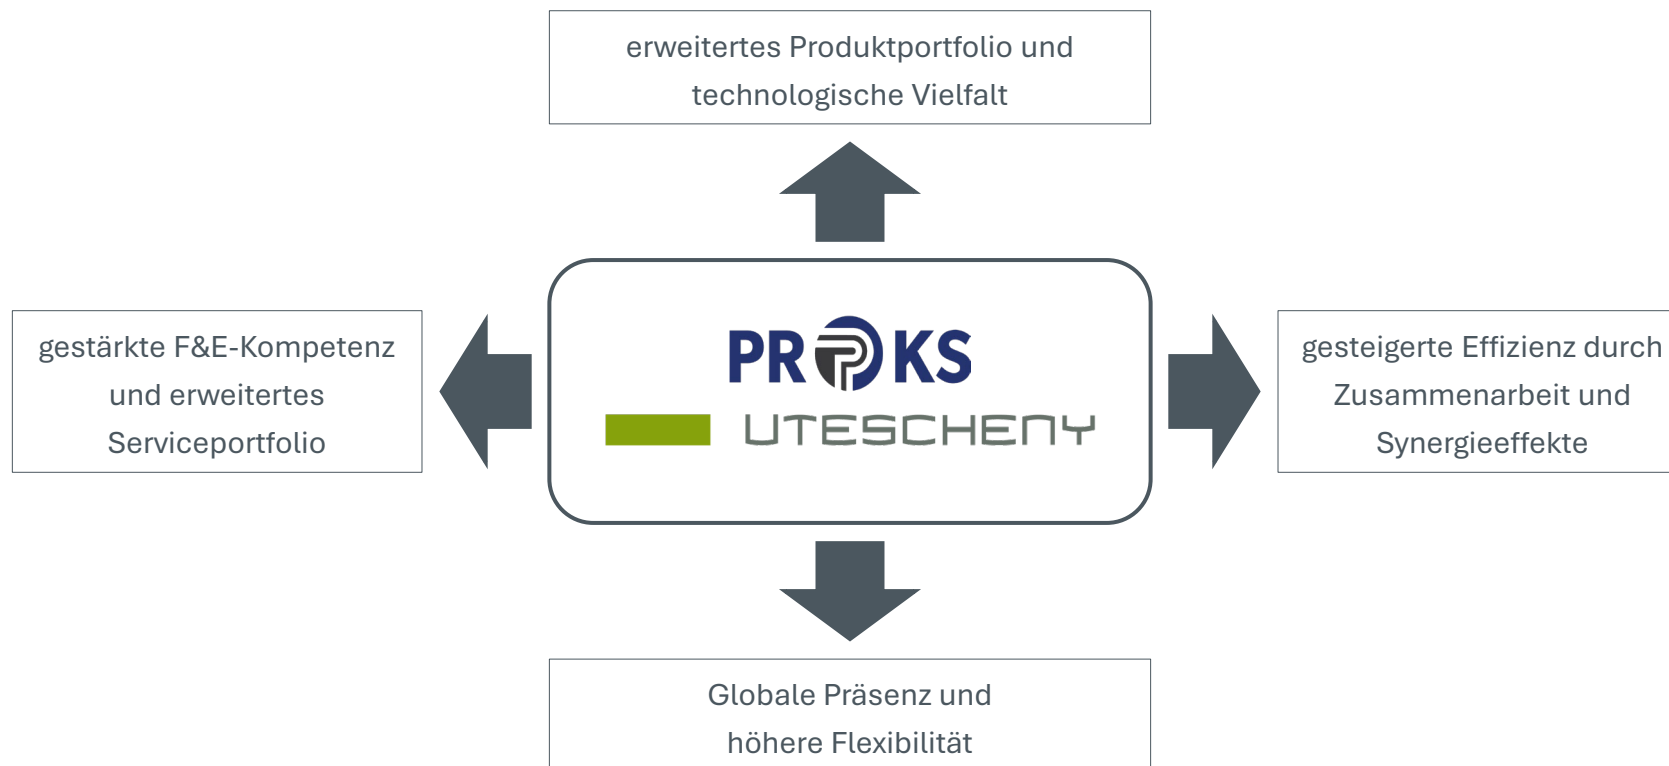 erweitertes Produktportfolio und
technologische Vielfalt
gestärkte F&E-Kompetenz
und erweitertes
Serviceportfolio
PROKS
UTESCHENY
gesteigerte Effizienz durch
Zusammenarbeit und
Synergieeffekte
Globale Präsenz und
höhere Flexibilität